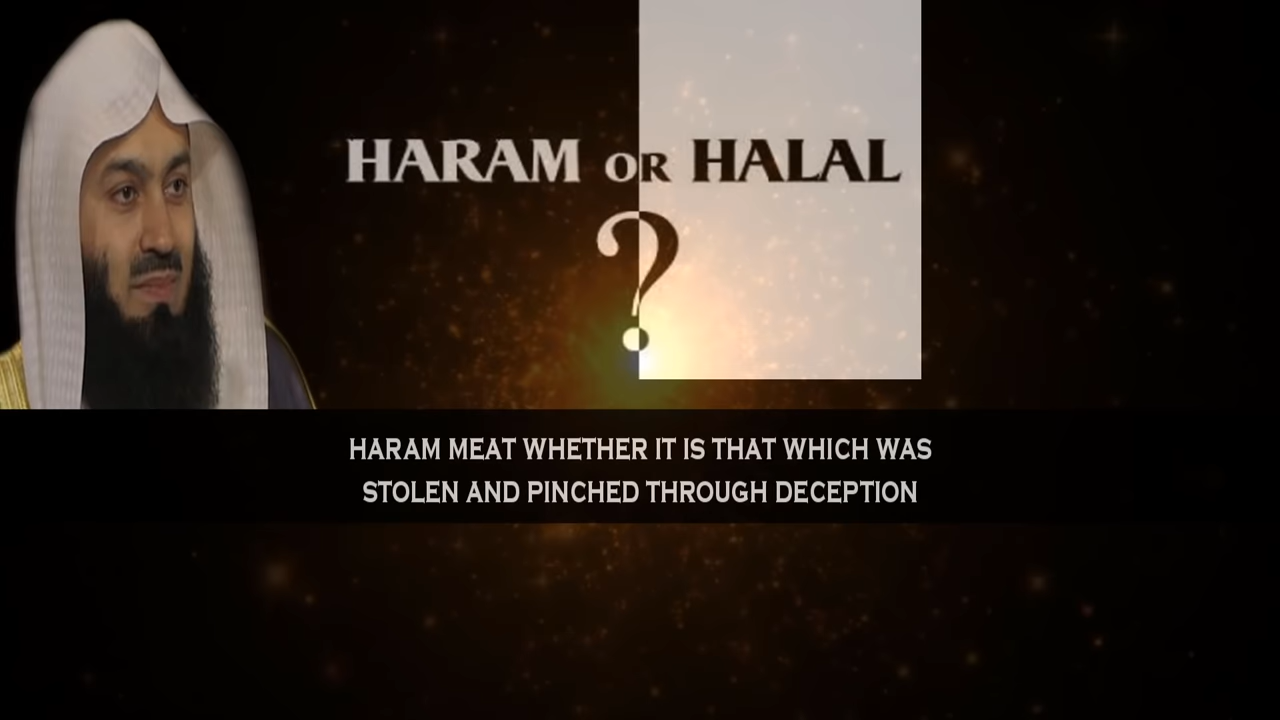 HARAM OR HALAL
?
HARAM MEAT WHETHER IT IS THAT WHICH WAS
STOLEN AND PINCHED THROUGH DECEPTION